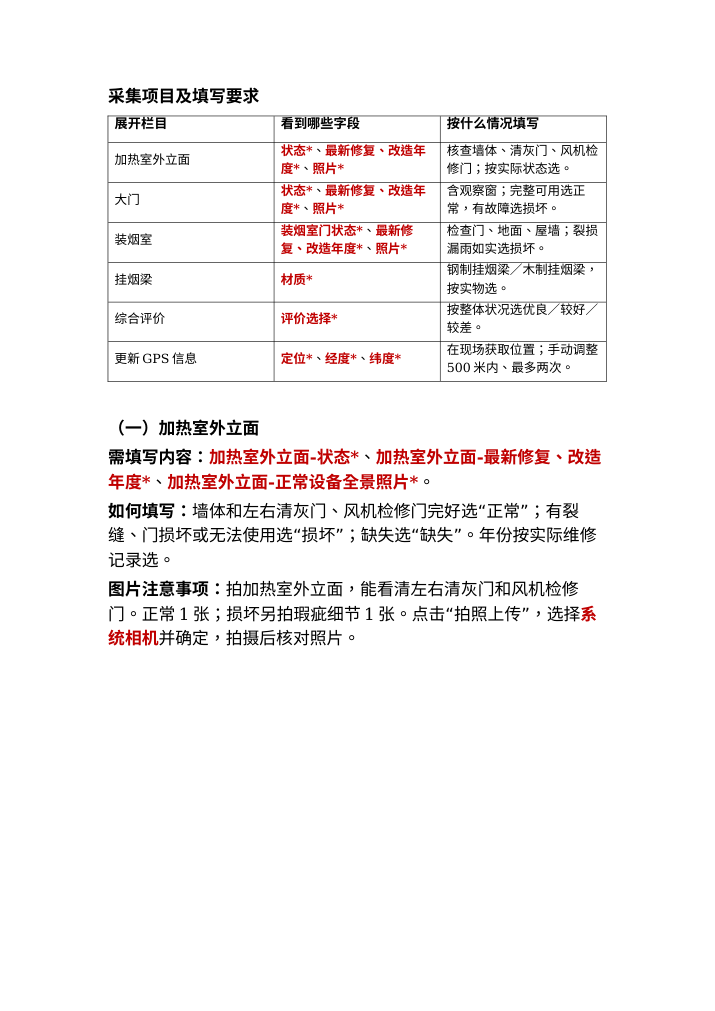 采集项目及填写要求
展开栏目 看到哪些字段 按什么情况填写
加热室外立面 状态*、最新修复、改造年度*、照片* 核查墙体、清灰门、风机检修门；按实际状态选。
大门 状态*、最新修复、改造年度*、照片* 含观察窗；完整可用选正常，有故障选损坏。
装烟室 装烟室门状态*、最新修复、改造年度*、照片* 检查门、地面、屋墙；裂损漏雨如实选损坏。
挂烟梁 材质* 钢制挂烟梁／木制挂烟梁，按实物选。
综合评价 评价选择* 按整体状况选优良／较好／较差。
更新 GPS 信息 定位*、经度*、纬度* 在现场获取位置；手动调整 500 米内、最多两次。
（一）加热室外立面
需填写内容：加热室外立面-状态*、加热室外立面-最新修复、改造
年度*、加热室外立面-正常设备全景照片*。
如何填写：墙体和左右清灰门、风机检修门完好选“正常”；有裂
缝、门损坏或无法使用选“损坏”；缺失选“缺失”。年份按实际维修
记录选。
图片注意事项：拍加热室外立面，能看清左右清灰门和风机检修
门。正常 1 张；损坏另拍瑕疵细节 1 张。点击“拍照上传”，选择系
统相机并确定，拍摄后核对照片。